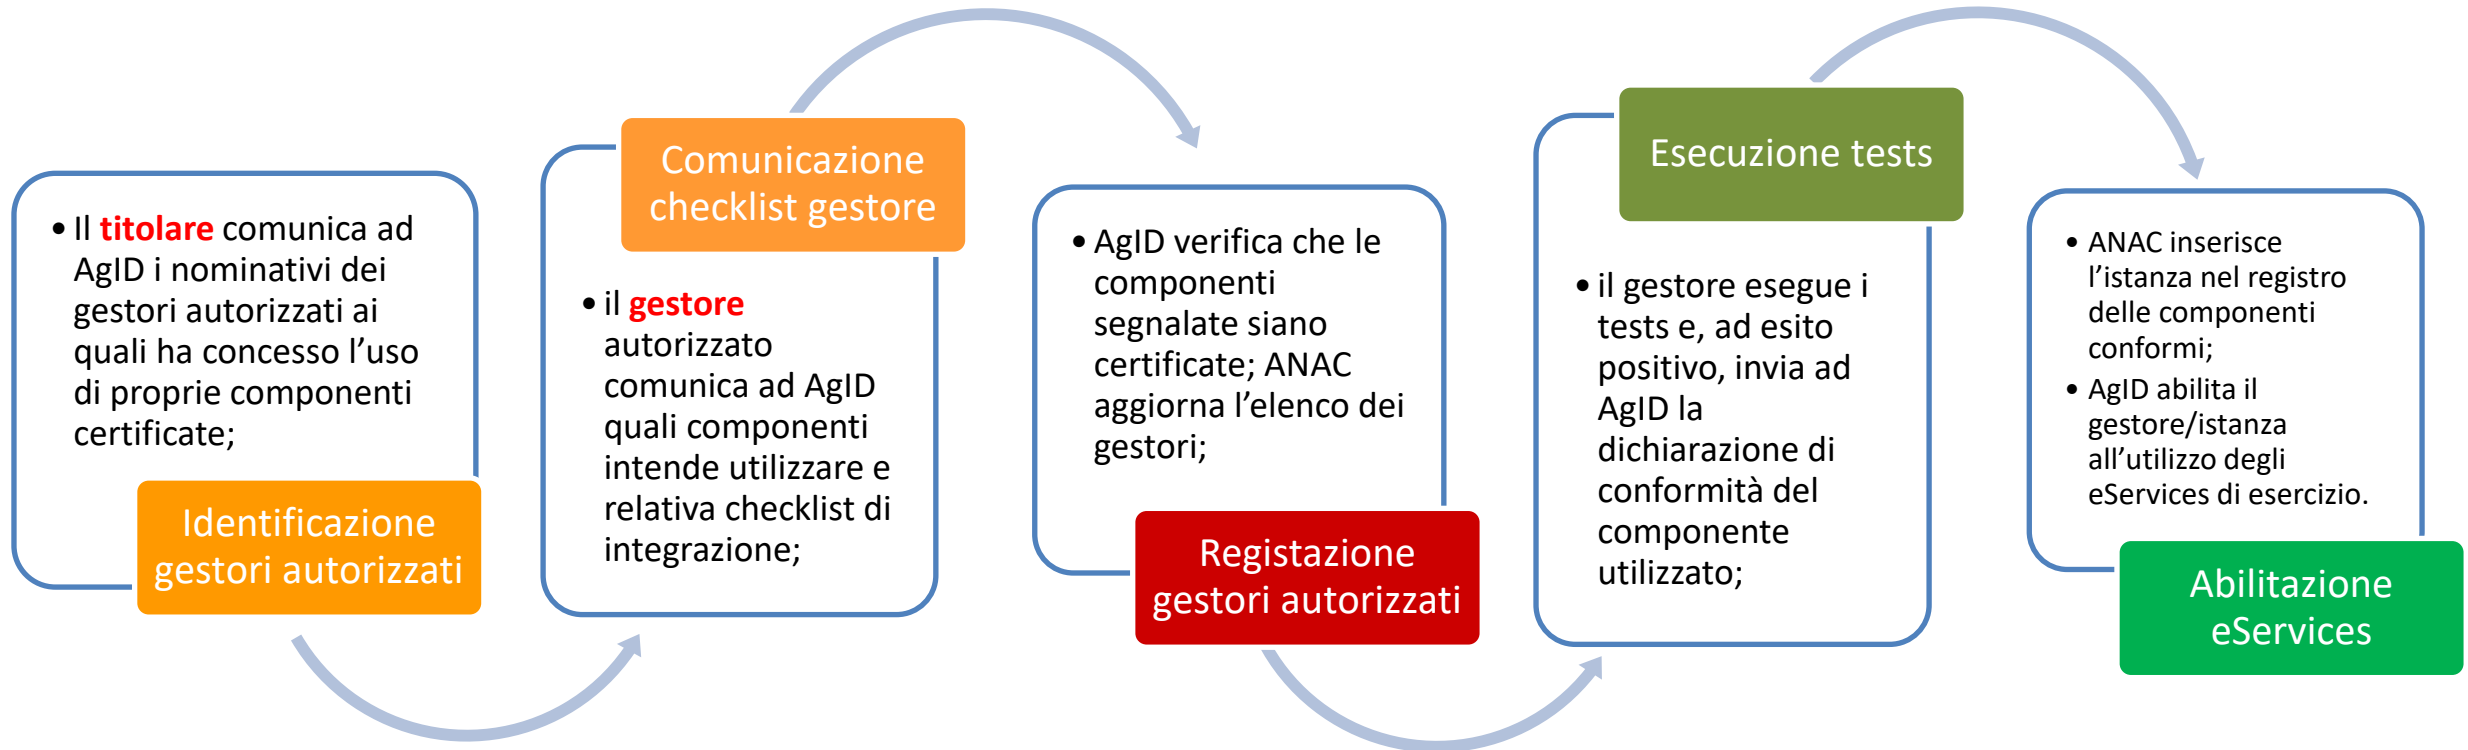 • Il titolare comunica ad
AgID i nominativi dei
gestori autorizzati ai
quali ha concesso l’uso
di proprie componenti
certificate;
Identificazione
gestori autorizzati
Comunicazione
checklist gestore
• il gestore
autorizzato
comunica ad AgID
quali componenti
intende utilizzare e
relativa checklist di
integrazione;
• AgID verifica che le
componenti
segnalate siano
certificate; ANAC
aggiorna l’elenco dei
gestori;
Registazione
gestori autorizzati
Esecuzione tests
• il gestore esegue i
tests e, ad esito
positivo, invia ad
AgID la
dichiarazione di
conformità del
componente
utilizzato;
• ANAC inserisce
l’istanza nel registro
delle componenti
conformi;
• AgID abilita il
gestore/istanza
all’utilizzo degli
eServices di esercizio.
Abilitazione
eServices